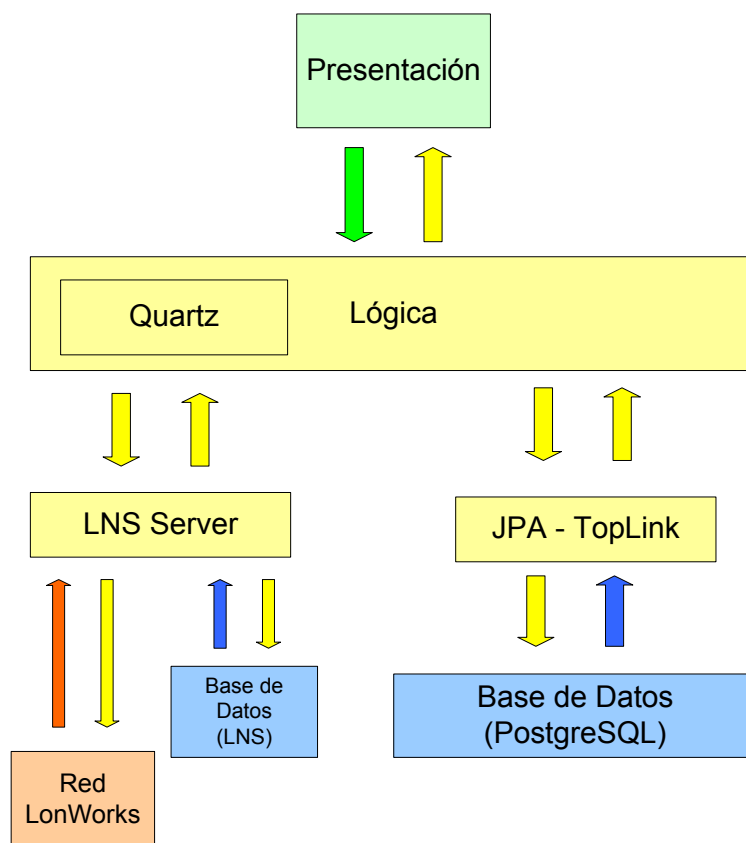 Presentación
Quartz
Lógica
LNS Server
JPA - TopLink
Base de
Datos
(LNS)
Base de Datos
(PostgreSQL)
Red
LonWorks